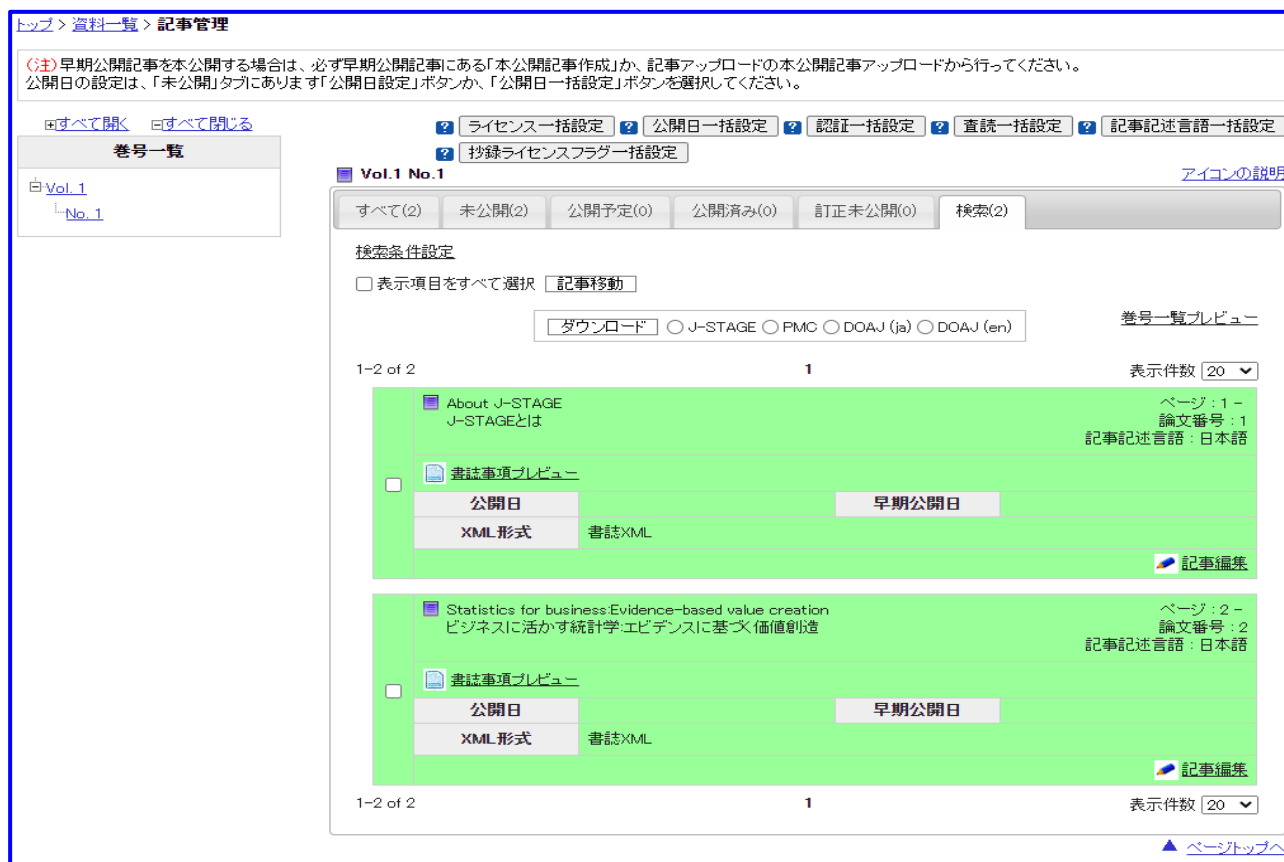 トップ > 資料一覧 > 記事管理
(注)早期公開記事を本公開する場合は、必ず早期公開記事にある「本公開記事作成」か、記事アップロードの本公開記事アップロードから行ってください。
公開日の設定は、「未公開」タブにあります「公開日設定」ボタンか、「公開日一括設定」ボタンを選択してください。
すべて開く すべて閉じる
巻号一覧
Vol. 1
No. 1
? ライセンス一括設定 ? 公開日一括設定 ? 認証一括設定 ? 査読一括設定 ? 記事記述言語一括設定
? 抄録ライセンスフラグ一括設定
Vol.1 No.1 アイコンの説明
すべて(2) 未公開(2) 公開予定(0) 公開済み(0) 訂正未公開(0) 検索(2)
検索条件設定
表示項目をすべて選択 記事移動
ダウンロード J-STAGE PMC DOAJ (ja) DOAJ (en) 巻号一覧プレビュー
1-2 of 2 1 表示件数 20
About J-STAGE ページ : 1 -
J-STAGEとは 論文番号 : 1
記事記述言語 : 日本語
書誌事項プレビュー
公開日 早期公開日
XML形式 書誌XML
記事編集
Statistics for business:Evidence-based value creation ページ : 2 -
ビジネスに活かす統計学:エビデンスに基づく価値創造 論文番号 : 2
記事記述言語 : 日本語
書誌事項プレビュー
公開日 早期公開日
XML形式 書誌XML
記事編集
1-2 of 2 1 表示件数 20
▲ ページトップへ